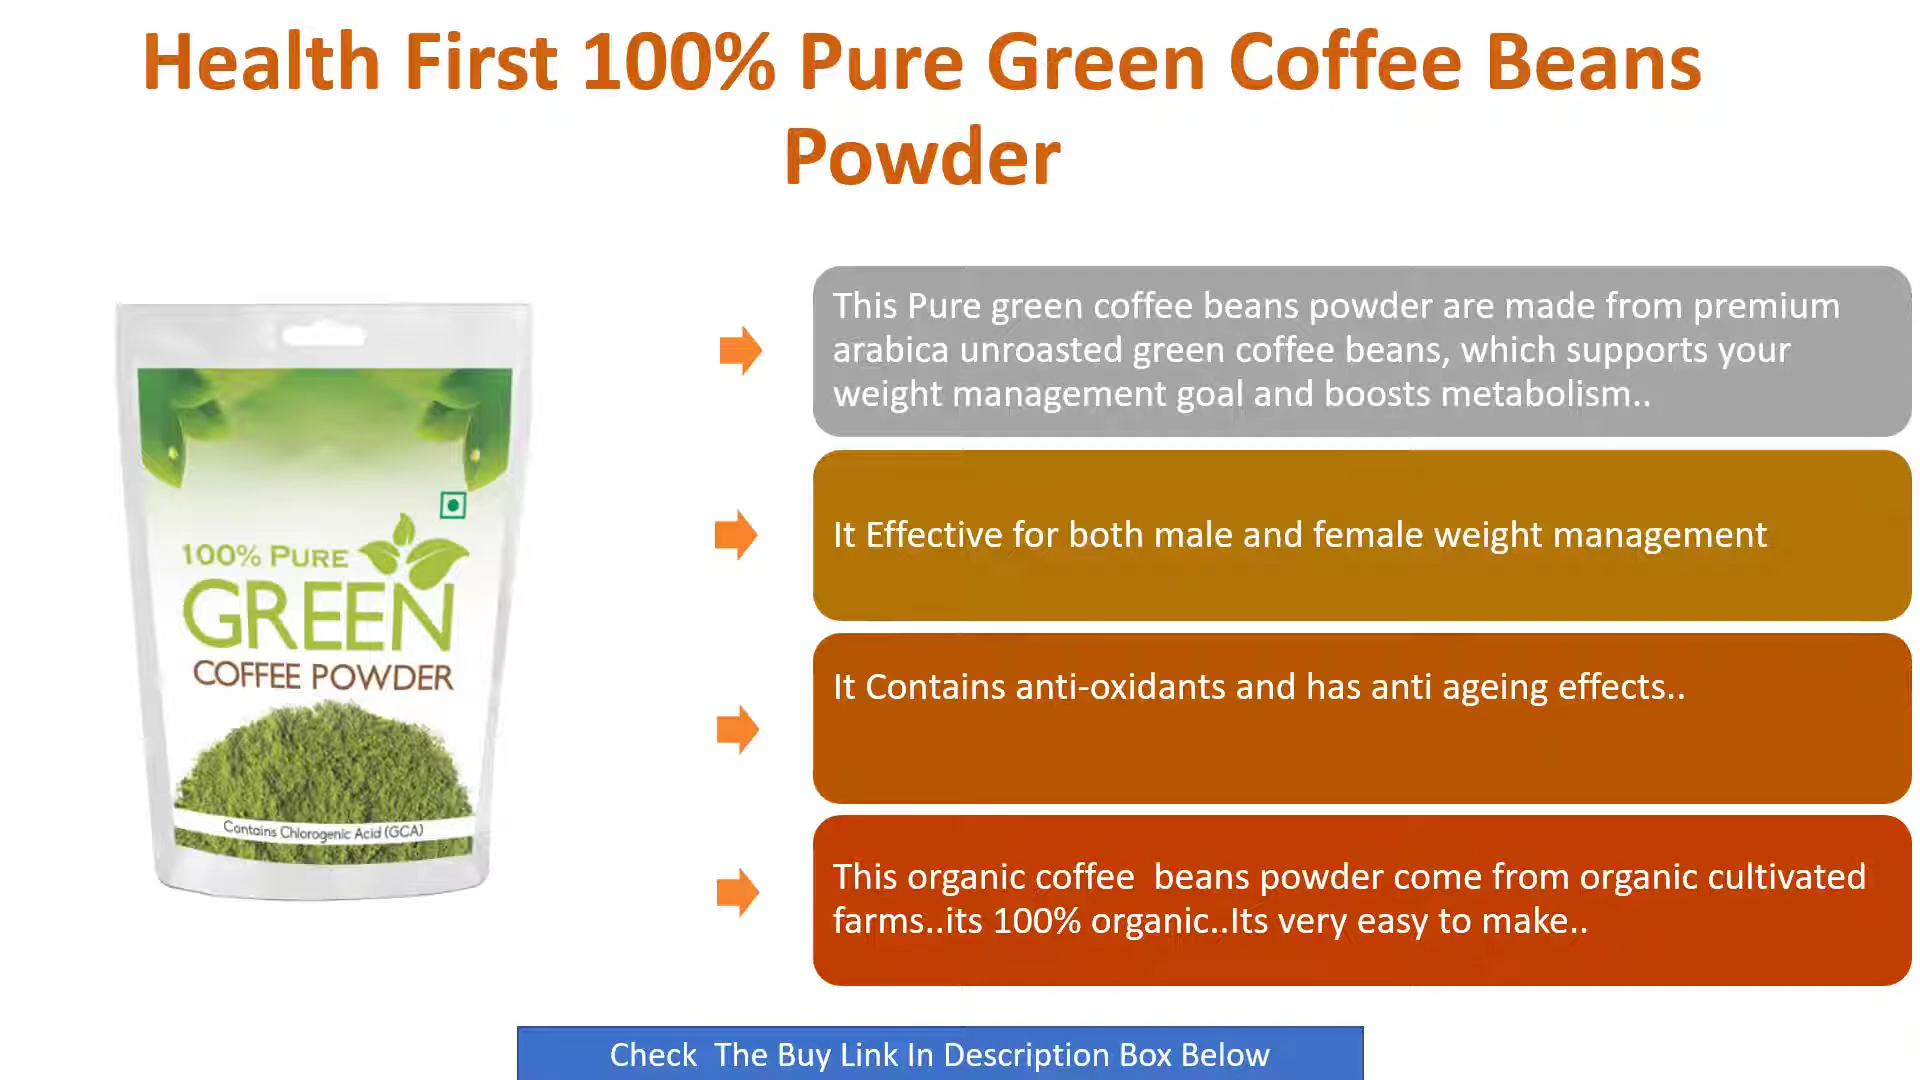 Health First 100% Pure Green Coffee Beans
Powder
100% PURE
GREEN
COFFEE POWDER
Contains Chlorogenic Acid (GCA)
This Pure green coffee beans powder are made from premium
arabica unroasted green coffee beans, which supports your
weight management goal and boosts metabolism..
It Effective for both male and female weight management
It Contains anti-oxidants and has anti ageing effects..
This organic coffee  beans powder come from organic cultivated
farms..its 100% organic..Its very easy to make..
Check  The Buy Link In Description Box Below